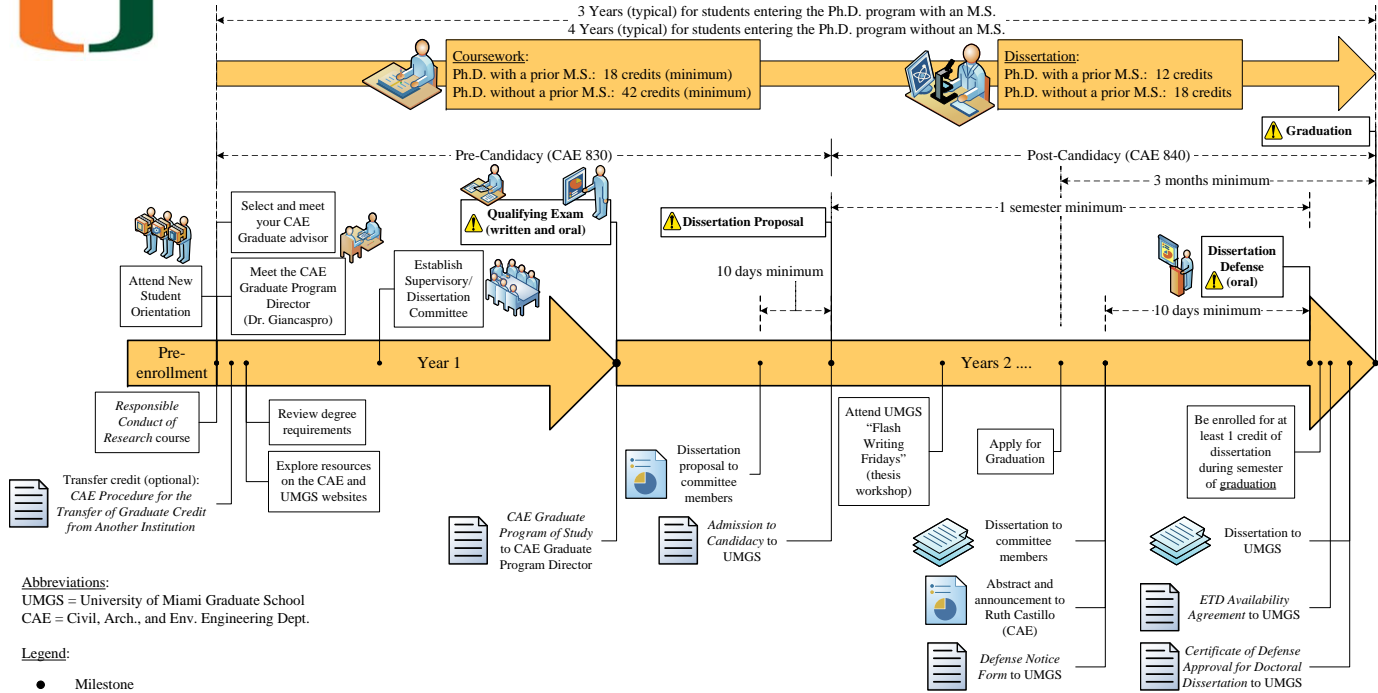 3 Years (typical) for students entering the Ph.D. program with an M.S.
4 Years (typical) for students entering the Ph.D. program without an M.S.
Coursework:
Ph.D. with a prior M.S.: 18 credits (minimum)
Ph.D. without a prior M.S.: 42 credits (minimum)
Dissertation:
Ph.D. with a prior M.S.: 12 credits
Ph.D. without a prior M.S.: 18 credits
Graduation
Pre-Candidacy (CAE 830)
Post-Candidacy (CAE 840)
3 months minimum
1 semester minimum
Select and meet
your CAE
Graduate advisor
Qualifying Exam
(written and oral)
Dissertation Proposal
Attend New
Student
Orientation
Meet the CAE
Graduate Program
Director
(Dr. Giancaspro)
Establish
Supervisory/
Dissertation
Committee
10 days minimum
Dissertation
Defense
(oral)
10 days minimum
Pre-
enrollment
Year 1
Years 2 ....
Responsible
Conduct of
Research course
Review degree
requirements
Explore resources
on the CAE and
UMGS websites
Transfer credit (optional):
CAE Procedure for the
Transfer of Graduate Credit
from Another Institution
CAE Graduate
Program of Study
to CAE Graduate
Program Director
Dissertation
proposal to
committee
members
Admission to
Candidacy to
UMGS
Attend UMGS
“Flash
Writing
Fridays”
(thesis
workshop)
Apply for
Graduation
Dissertation to
committee
members
Abstract and
announcement to
Ruth Castillo
(CAE)
Defense Notice
Form to UMGS
Be enrolled for at
least 1 credit of
dissertation
during semester
of graduation
Dissertation to
UMGS
ETD Availability
Agreement to UMGS
Certificate of Defense
Approval for Doctoral
Dissertation to UMGS
Abbreviations:
UMGS = University of Miami Graduate School
CAE = Civil, Arch., and Env. Engineering Dept.
Legend:
Milestone